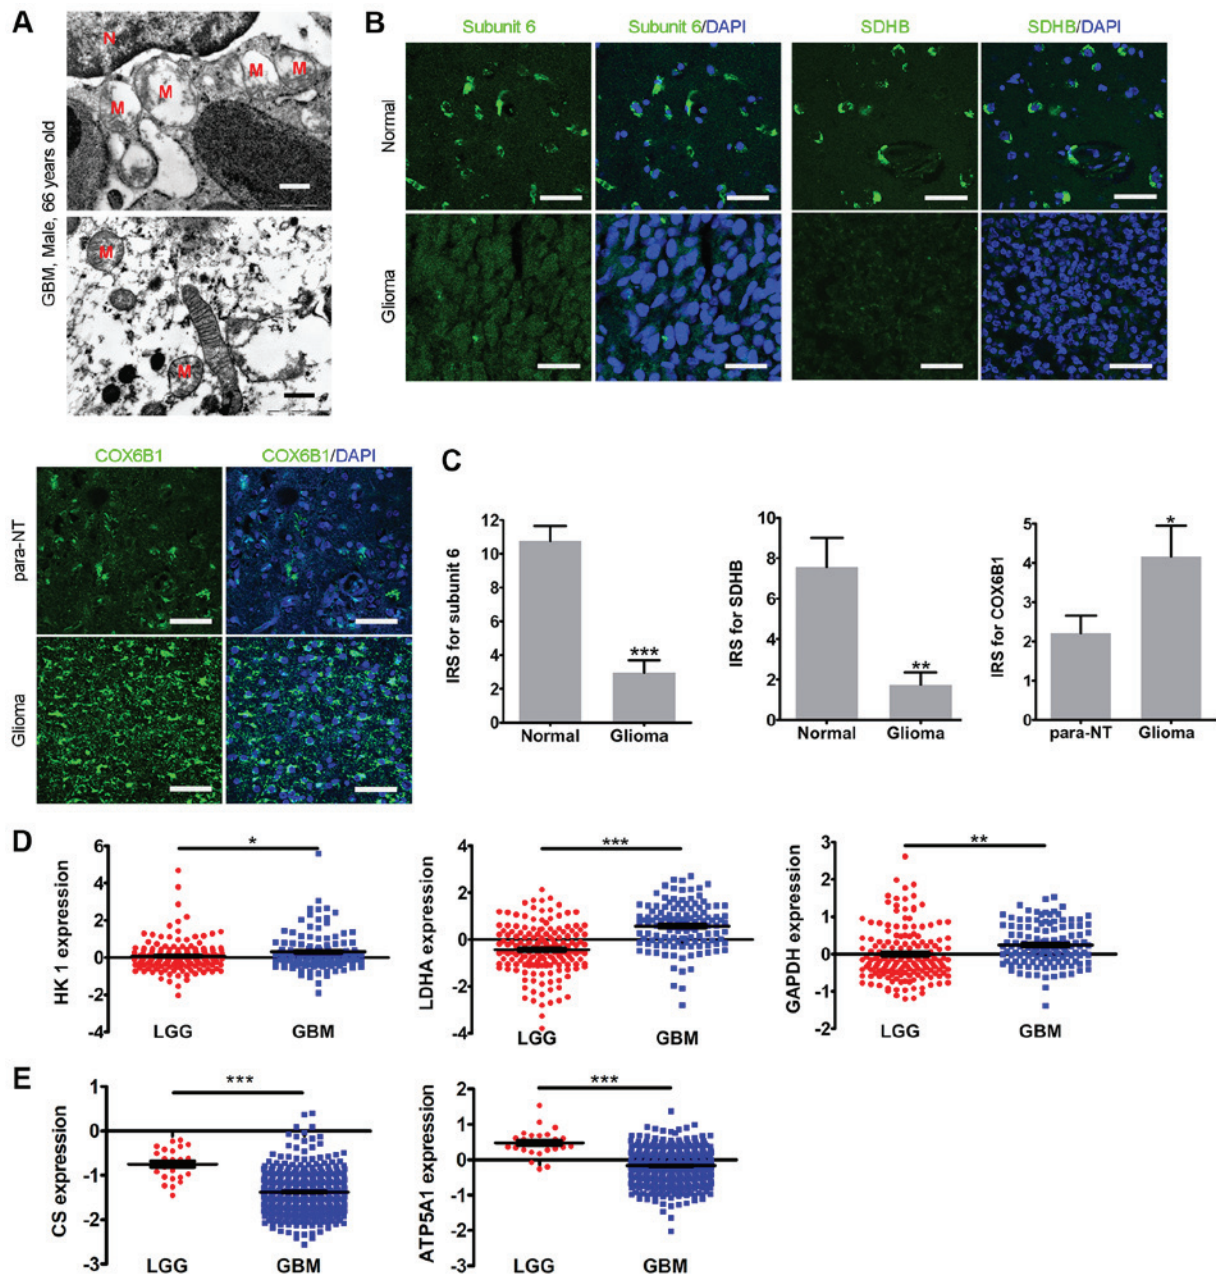 A
N
M
M
M
M
M
M
GBM, Male, 66 years old
B
Subunit 6
Subunit 6/DAPI
SDHB
SDHB/DAPI
Normal
Glioma
COX6B1
COX6B1/DAPI
para-NT
Glioma
C
IRS for subunit 6
12
10
8
6
4
2
0
***
Normal
Glioma
IRS for SDHB
10
8
6
4
2
0
**
Normal
Glioma
IRS for COX6B1
5
4
3
2
1
0
*
para-NT
Glioma
D
HK 1 expression
6
4
2
0
-2
-4
*
LGG
GBM
LDHA expression
4
2
0
-2
-4
***
LGG
GBM
GAPDH expression
3
2
1
0
-1
-2
**
LGG
GBM
E
CS expression
1
0
-1
-2
-3
***
LGG
GBM
ATP5A1 expression
2
1
0
-1
-2
-3
***
LGG
GBM